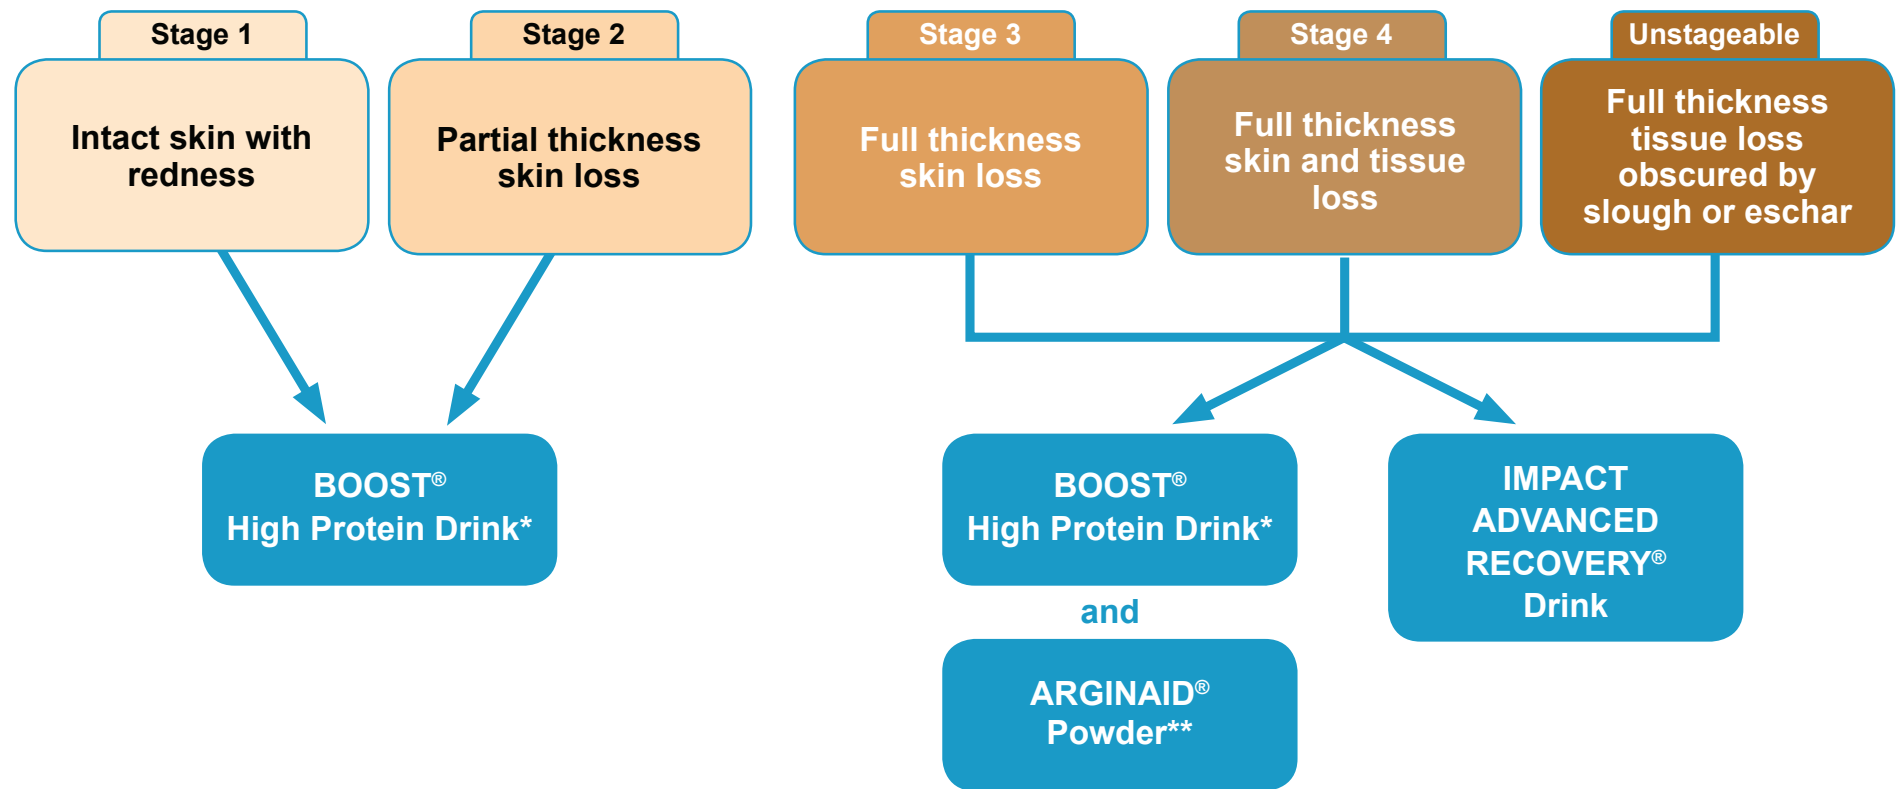 Stage 1
Intact skin with
redness
Stage 2
Partial thickness
skin loss
Stage 3
Full thickness
skin loss
Stage 4
Full thickness
skin and tissue
loss
Unstageable
Full thickness
tissue loss
obscured by
slough or eschar
BOOST®
High Protein Drink*
BOOST®
High Protein Drink*
and
ARGINAID®
Powder**
IMPACT
ADVANCED
RECOVERY®
Drink